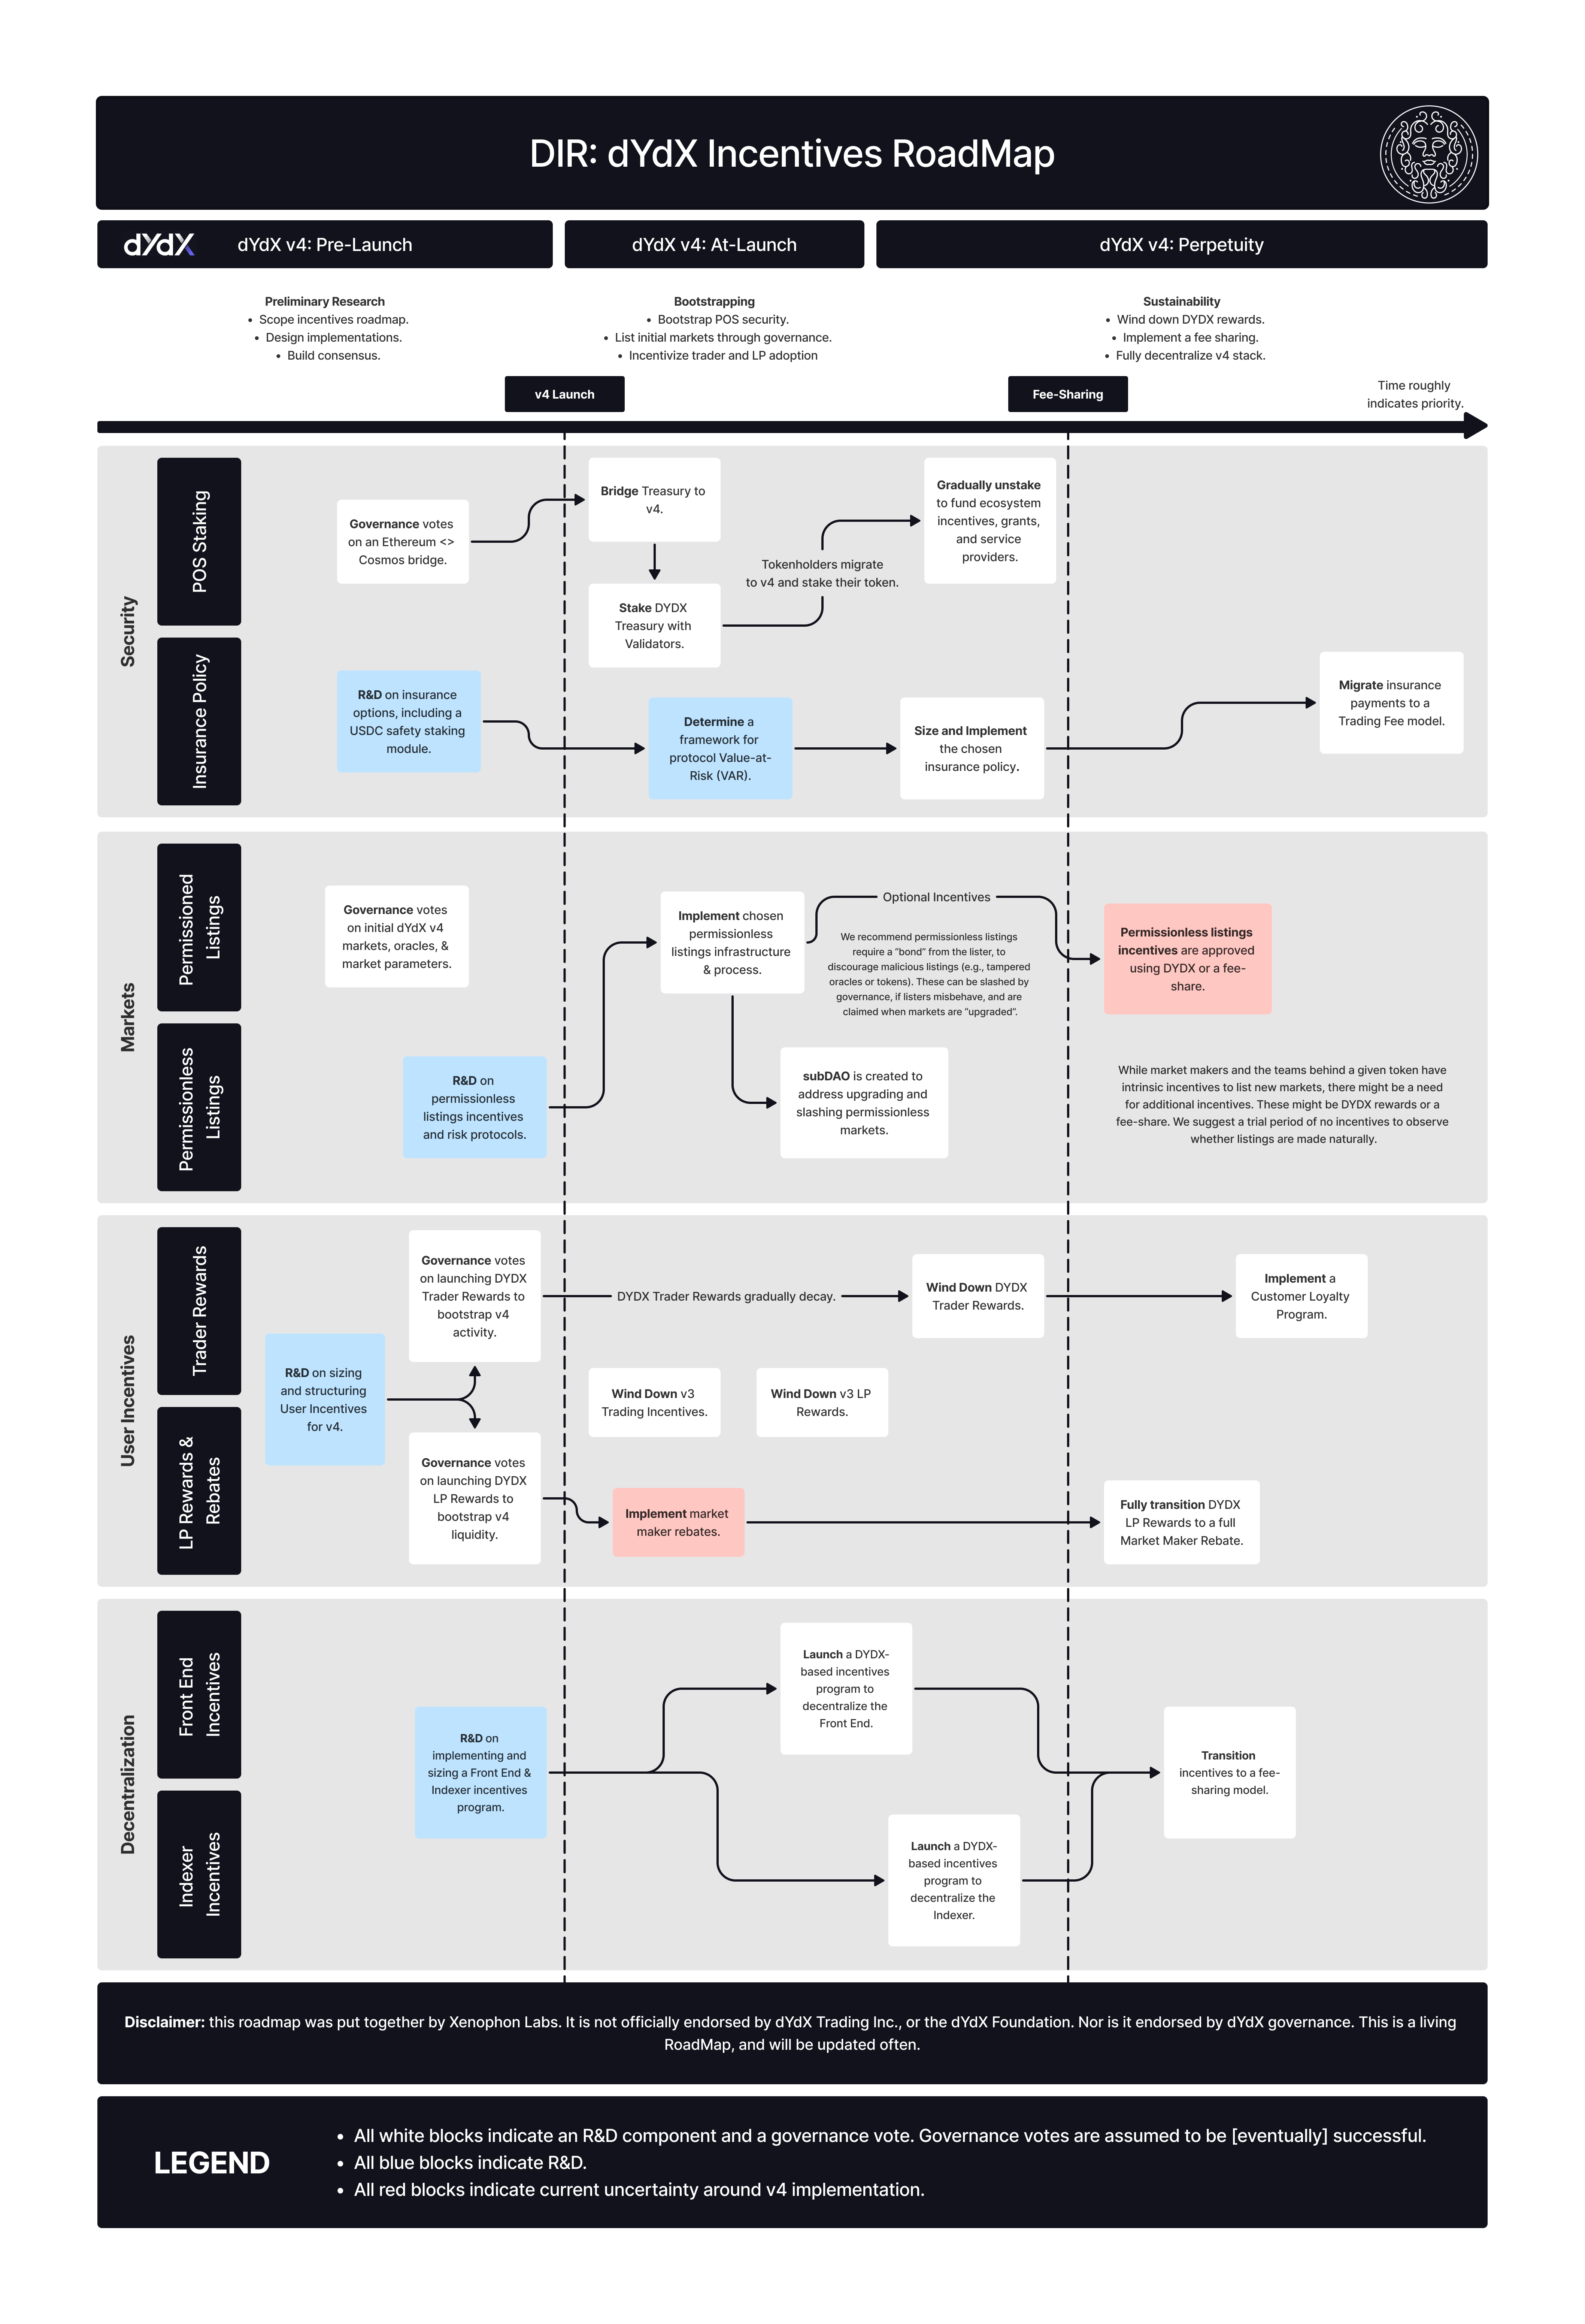 DIR: dYdX Incentives RoadMap
dYdX
dYdX v4: Pre-Launch
dYdX v4: At-Launch
dYdX v4: Perpetuity
Preliminary Research
• Scope incentives roadmap.
• Design implementations.
• Build consensus.
Bootstrapping
• Bootstrap POS security.
• List initial markets through governance.
• Incentivize trader and LP adoption
Sustainability
• Wind down DYDX rewards.
• Implement a fee sharing.
• Fully decentralize v4 stack.
v4 Launch
Fee-Sharing
Time roughly
indicates priority.
Security
POS Staking
Governance votes
on an Ethereum <>
Cosmos bridge.
Bridge Treasury to
v4.
Stake DYDX
Treasury with
Validators.
Tokenholders migrate
to v4 and stake their token.
Gradually unstake
to fund ecosystem
incentives, grants,
and service
providers.
Insurance Policy
R&D on insurance
options, including a
USDC safety staking
module.
Determine a
framework for
protocol Value-at-
Risk (VAR).
Size and Implement
the chosen
insurance policy.
Migrate insurance
payments to a
Trading Fee model.
Markets
Permissioned
Listings
Governance votes
on initial dYdX v4
markets, oracles, &
market parameters.
Implement chosen
permissionless
listings infrastructure
& process.
Optional Incentives
We recommend permissionless listings
require a “bond” from the lister, to
discourage malicious listings (e.g., tampered
oracles or tokens). These can be slashed by
governance, if listers misbehave, and are
claimed when markets are “upgraded”.
Permissionless listings
incentives are approved
using DYDX or a fee-
share.
Permissionless
Listings
R&D on
permissionless
listings incentives
and risk protocols.
subDAO is created to
address upgrading and
slashing permissionless
markets.
While market makers and the teams behind a given token have
intrinsic incentives to list new markets, there might be a need
for additional incentives. These might be DYDX rewards or a
fee-share. We suggest a trial period of no incentives to observe
whether listings are made naturally.
User Incentives
Trader Rewards
R&D on sizing
and structuring
User Incentives
for v4.
Governance votes
on launching DYDX
Trader Rewards to
bootstrap v4
activity.
DYDX Trader Rewards gradually decay.
Wind Down DYDX
Trader Rewards.
Implement a
Customer Loyalty
Program.
Wind Down v3
Trading Incentives.
Wind Down v3 LP
Rewards.
LP Rewards &
Rebates
Governance votes
on launching DYDX
LP Rewards to
bootstrap v4
liquidity.
Implement market
maker rebates.
Fully transition DYDX
LP Rewards to a full
Market Maker Rebate.
Decentralization
Front End
Incentives
R&D on
implementing and
sizing a Front End &
Indexer incentives
program.
Launch a DYDX-
based incentives
program to
decentralize the
Front End.
Transition
incentives to a fee-
sharing model.
Indexer
Incentives
Launch a DYDX-
based incentives
program to
decentralize the
Indexer.
Disclaimer: this roadmap was put together by Xenophon Labs. It is not officially endorsed by dYdX Trading Inc., or the dYdX Foundation. Nor is it endorsed by dYdX governance. This is a living
RoadMap, and will be updated often.
LEGEND
• All white blocks indicate an R&D component and a governance vote. Governance votes are assumed to be [eventually] successful.
• All blue blocks indicate R&D.
• All red blocks indicate current uncertainty around v4 implementation.